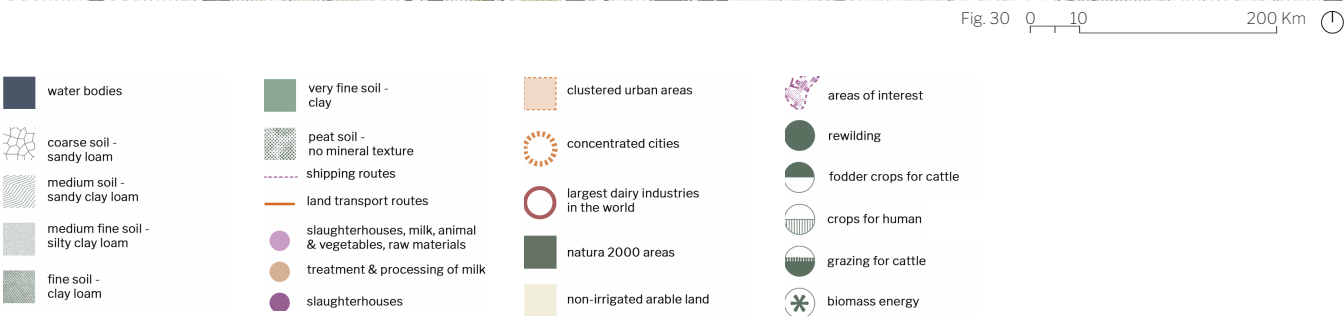 Fig. 30 0 10 200 Km
water bodies
coarse soil -
sandy loam
medium soil -
sandy clay loam
medium fine soil -
silty clay loam
fine soil -
clay loam
very fine soil -
clay
peat soil -
no mineral texture
shipping routes
land transport routes
slaughterhouses, milk, animal
& vegetables, raw materials
treatment & processing of milk
slaughterhouses
clustered urban areas
concentrated cities
largest dairy industries
in the world
natura 2000 areas
non-irrigated arable land
areas of interest
rewilding
fodder crops for cattle
crops for human
grazing for cattle
biomass energy